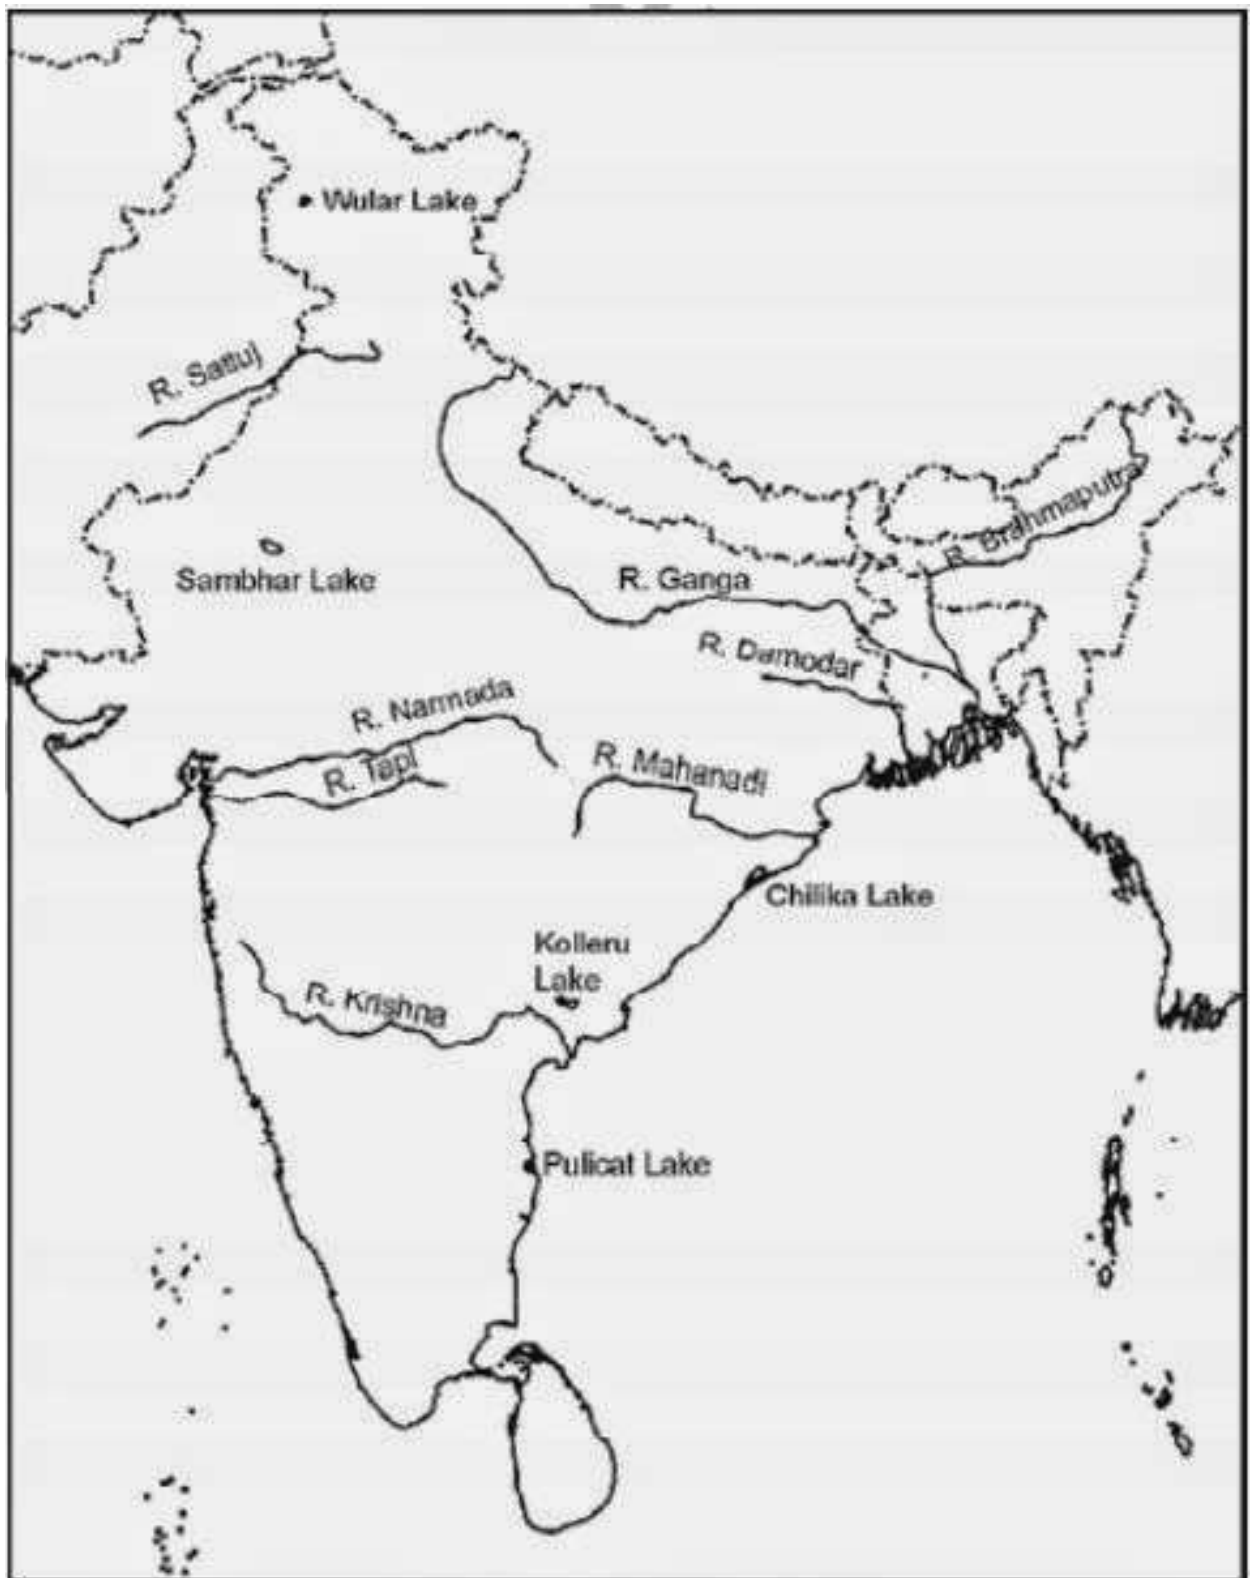 Wular Lake
R. Satluj
R. Brahmaputra
Sambhar Lake
R. Ganga
R. Damodar
R. Narmada
R. Tapi
R. Mahanadi
Chilika Lake
Kolleru
Lake
R. Krishna
Pulicat Lake